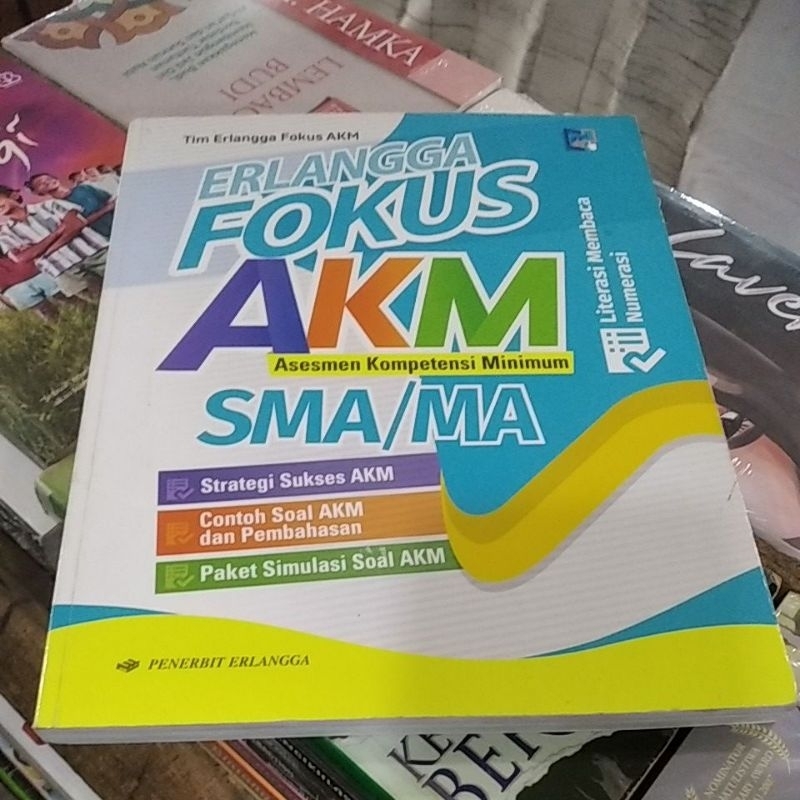 HAMKA
LEMBAGA
BUDI
Tim Erlangga Fokus AKM
ERLANGGA
FOKUS
AKM
Asesmen Kompetensi Minimum
SMA/MA
Literasi Membaca
Numerasi
Strategi Sukses AKM
Contoh Soal AKM
dan Pembahasan
Paket Simulasi Soal AKM
PENERBIT ERLANGGA